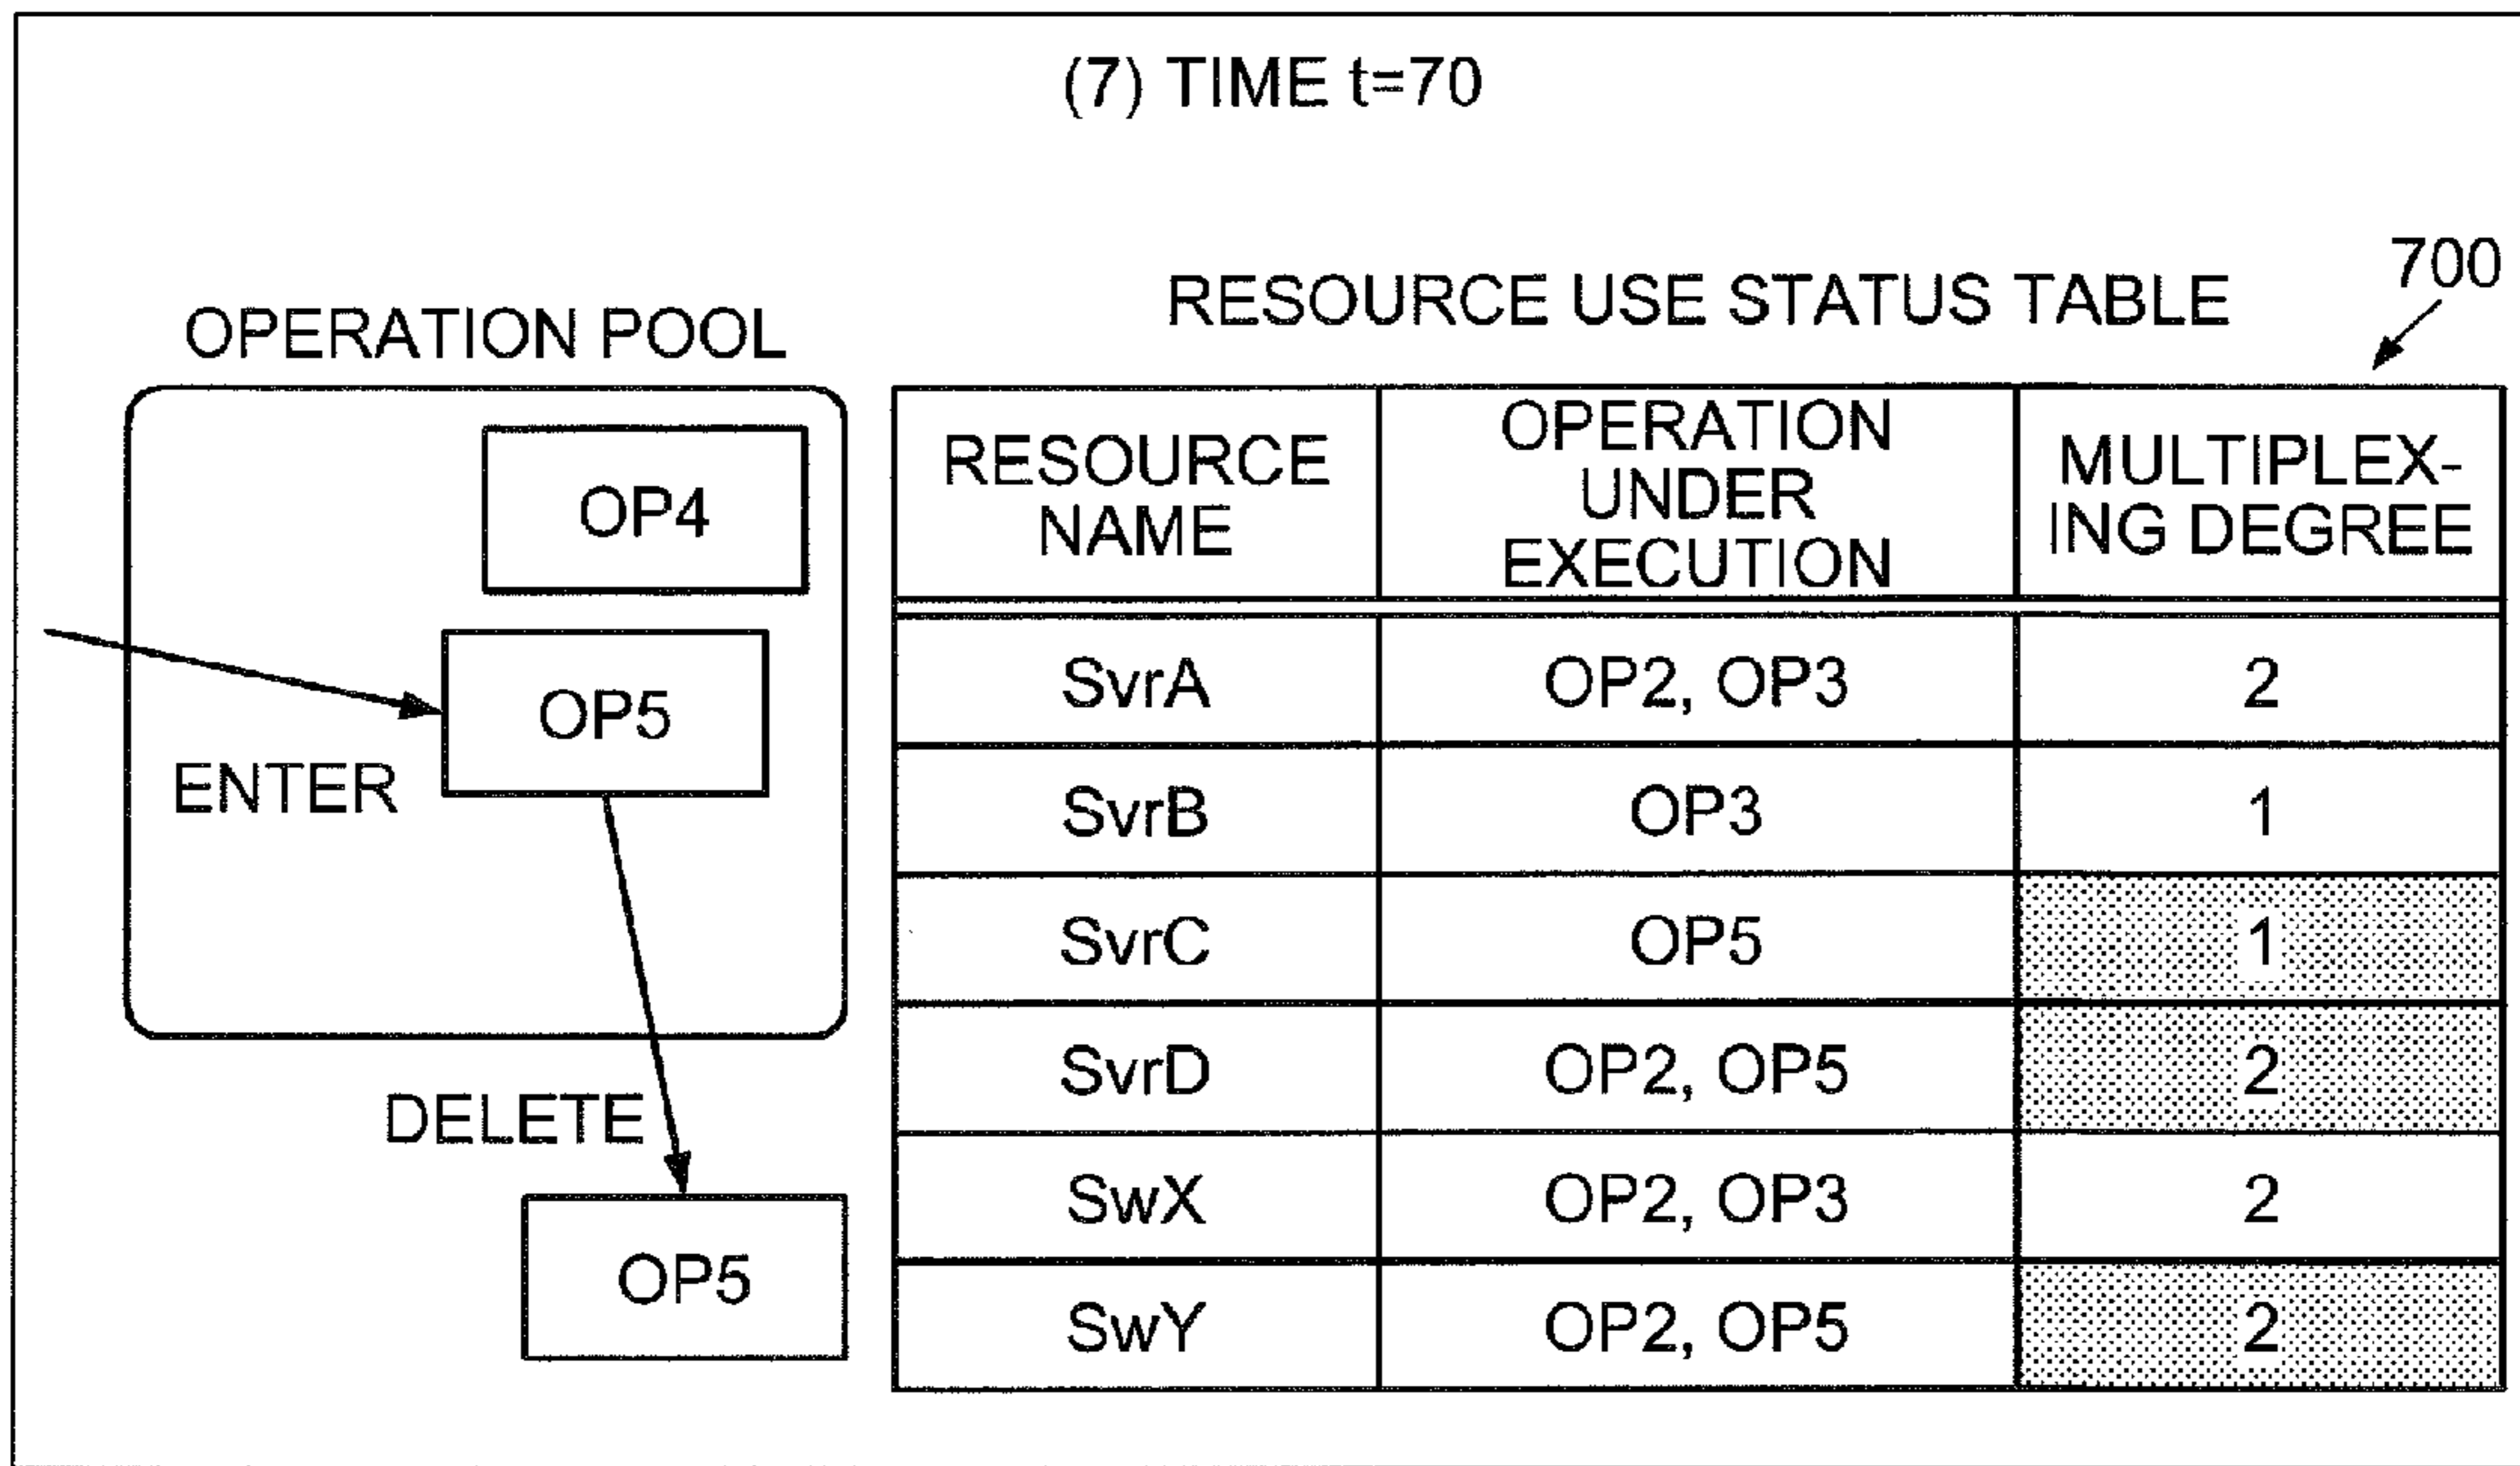 (7) TIME t=70
OPERATION POOL
OP4
OP5
ENTER
DELETE
OP5
RESOURCE USE STATUS TABLE
700
RESOURCE NAME
OPERATION UNDER EXECUTION
MULTIPLEX-
ING DEGREE
SvrA OP2, OP3 2
SvrB OP3 1
SvrC OP5 1
SvrD OP2, OP5 2
SwX OP2, OP3 2
SwY OP2, OP5 2